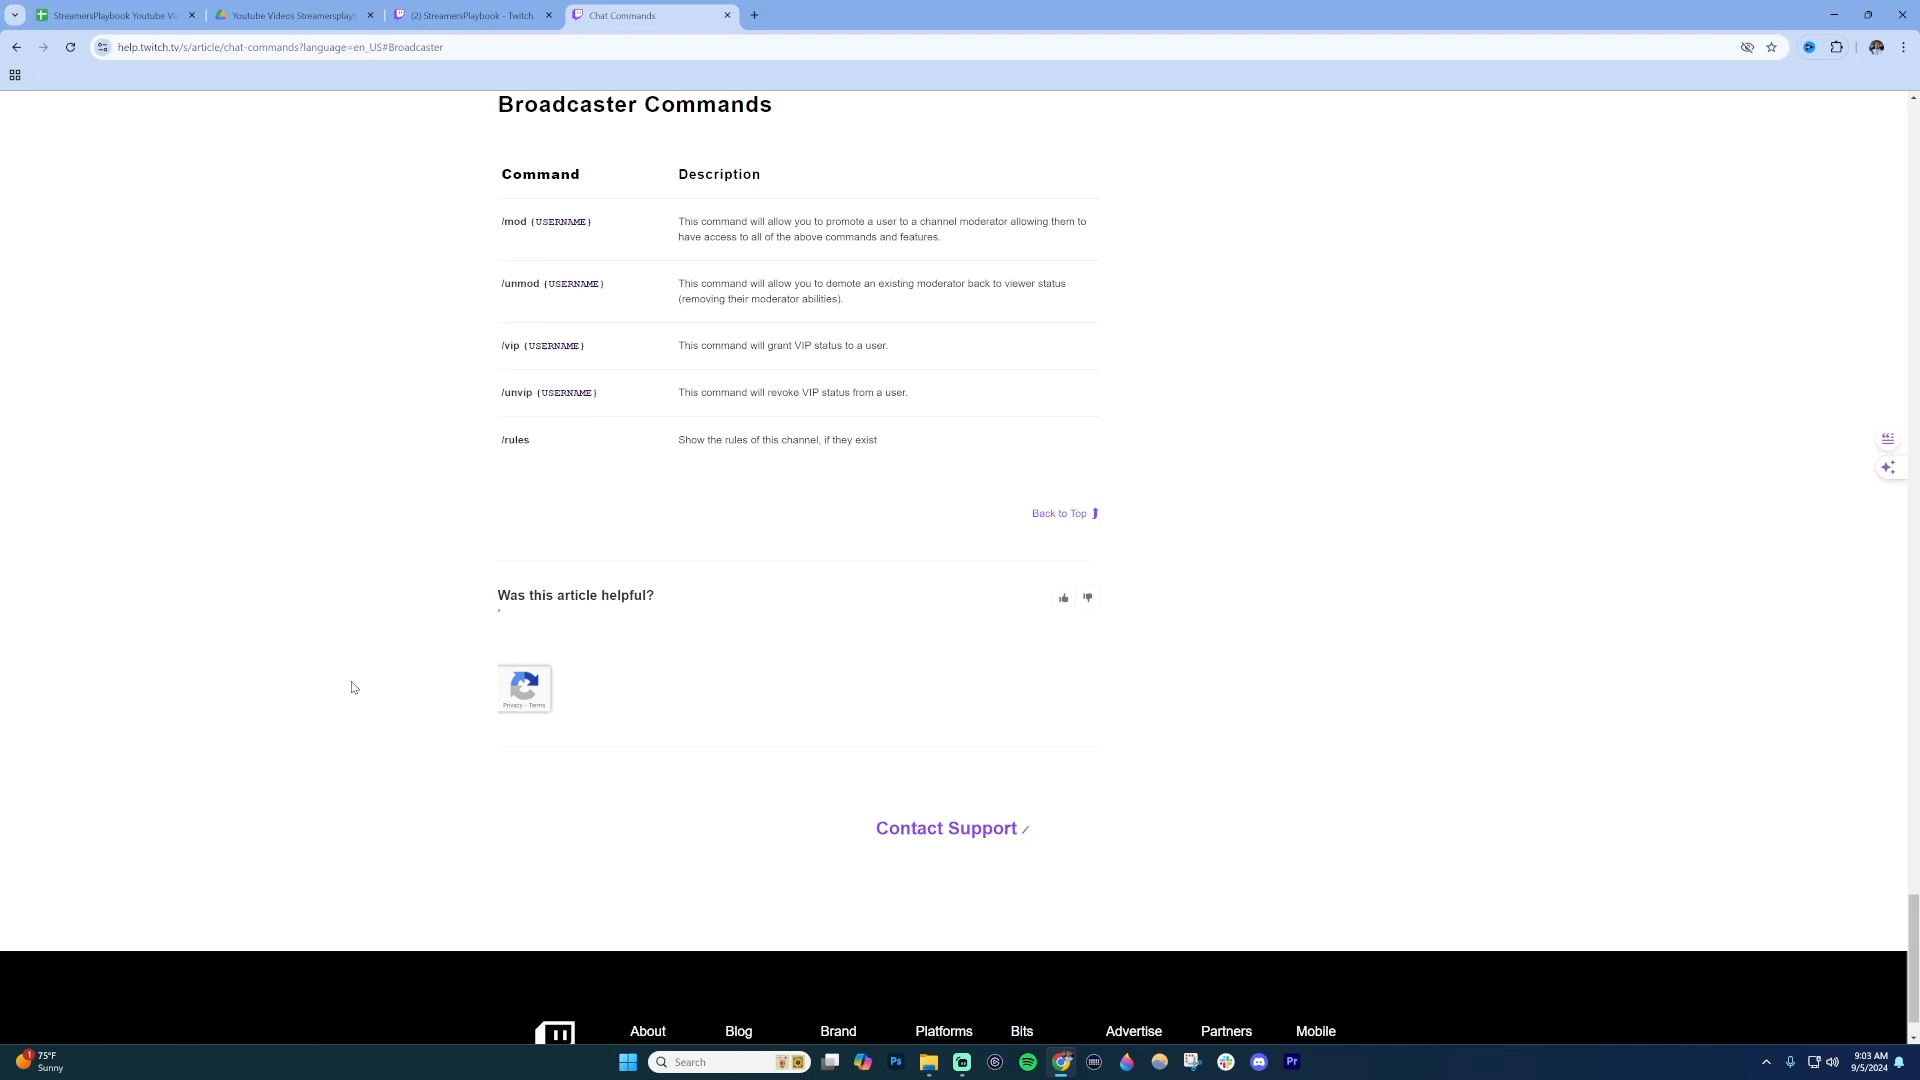 StreamersPlaybook Youtube Vi
Youtube Videos Streamersplay
(2) StreamersPlaybook - Twitch
Chat Commands
help.twitch.tv/s/article/chat-commands?language=en_US#Broadcaster
Broadcaster Commands
Command Description
/mod {USERNAME} This command will allow you to promote a user to a channel moderator allowing them to
have access to all of the above commands and features.
/unmod {USERNAME} This command will allow you to demote an existing moderator back to viewer status
(removing their moderator abilities).
/vip {USERNAME} This command will grant VIP status to a user.
/unvip {USERNAME} This command will revoke VIP status from a user.
/rules Show the rules of this channel, if they exist
Back to Top
Was this article helpful?
Privacy - Terms
Contact Support
About Blog Brand Platforms Bits Advertise Partners Mobile
1
75°F
Sunny
Search
Ps
Pr
9:03 AM
9/5/2024